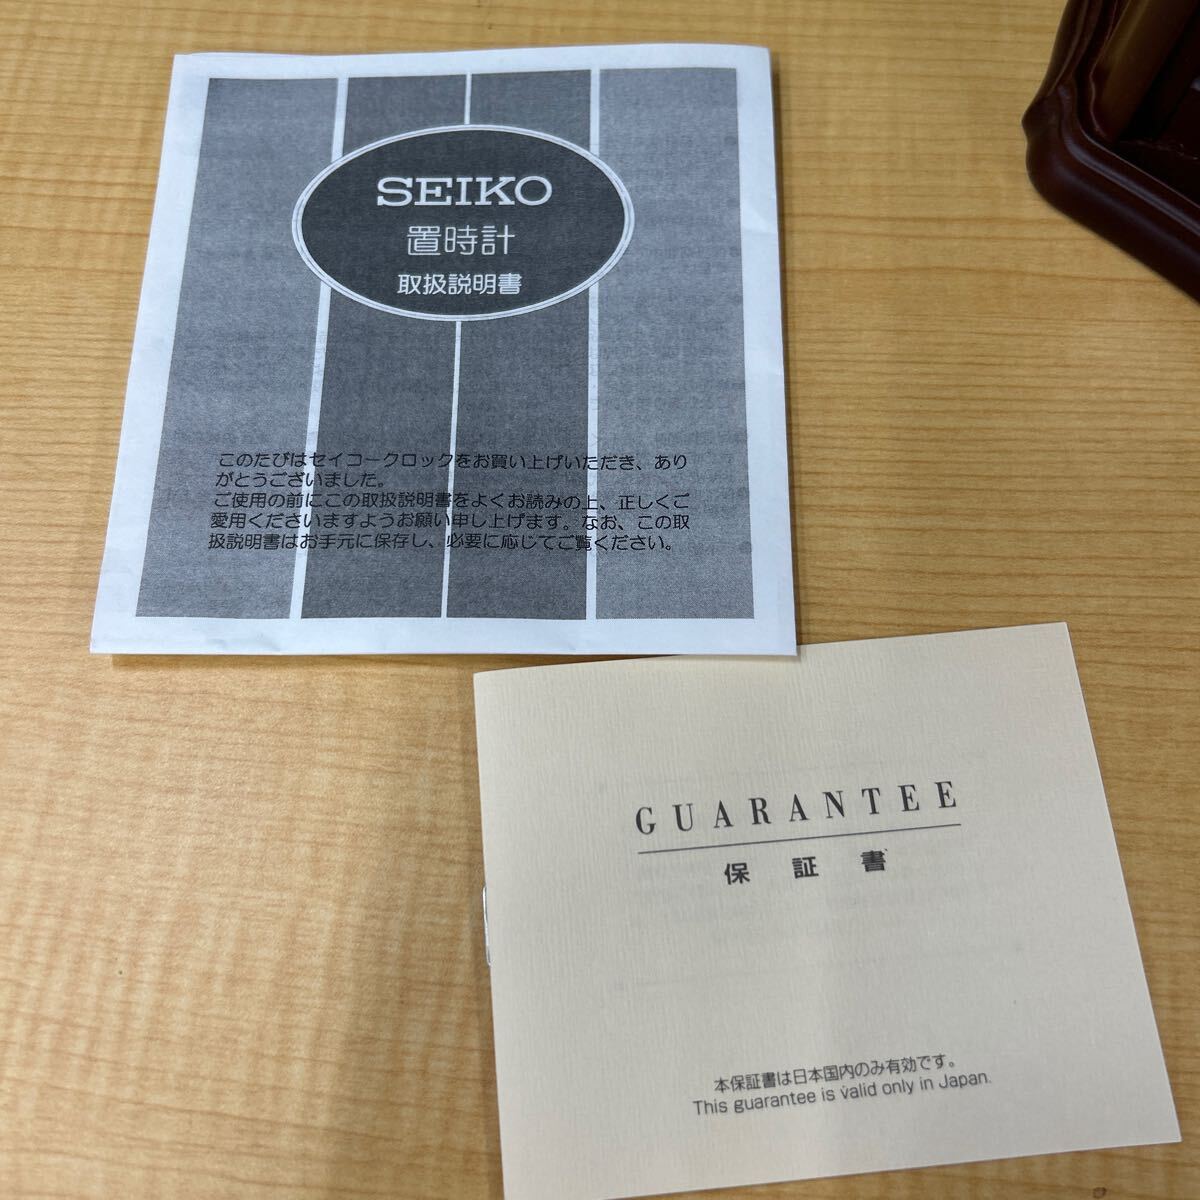 SEIKO
置時計
取扱説明書
このたびはセイコークロックをお買い上げいただき、あり
がとうございました。
ご使用の前にこの取扱説明書をよくお読みの上、正しくご
愛用くださいますようお願い申し上げます。なお、この取
扱説明書はお手元に保存し、必要に応じてご覧ください。
GUARANTEE
保証書
本保証書は日本国内のみ有効です。
This guarantee is valid only in Japan.